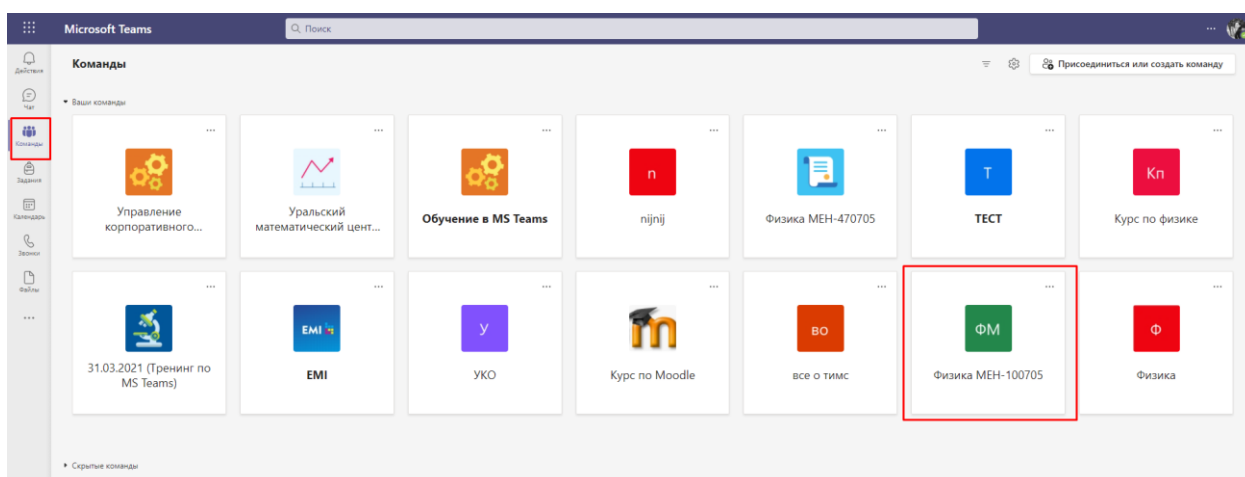 Microsoft Teams
Поиск
...
Действия
Чат
Команды
Задания
Календарь
Звонки
Файлы
...
Команды
Присоединиться или создать команду
Ваши команды
Управление
корпоративного...
Уральский
математический цент...
Обучение в MS Teams
n
nijnij
Физика МЕН-470705
Т
ТЕСТ
Кп
Курс по физике
31.03.2021 (Тренинг по
MS Teams)
EMI
EMI
У
УКО
m
Курс по Moodle
во
все о тимс
ФМ
Физика МЕН-100705
Ф
Физика
Скрытые команды